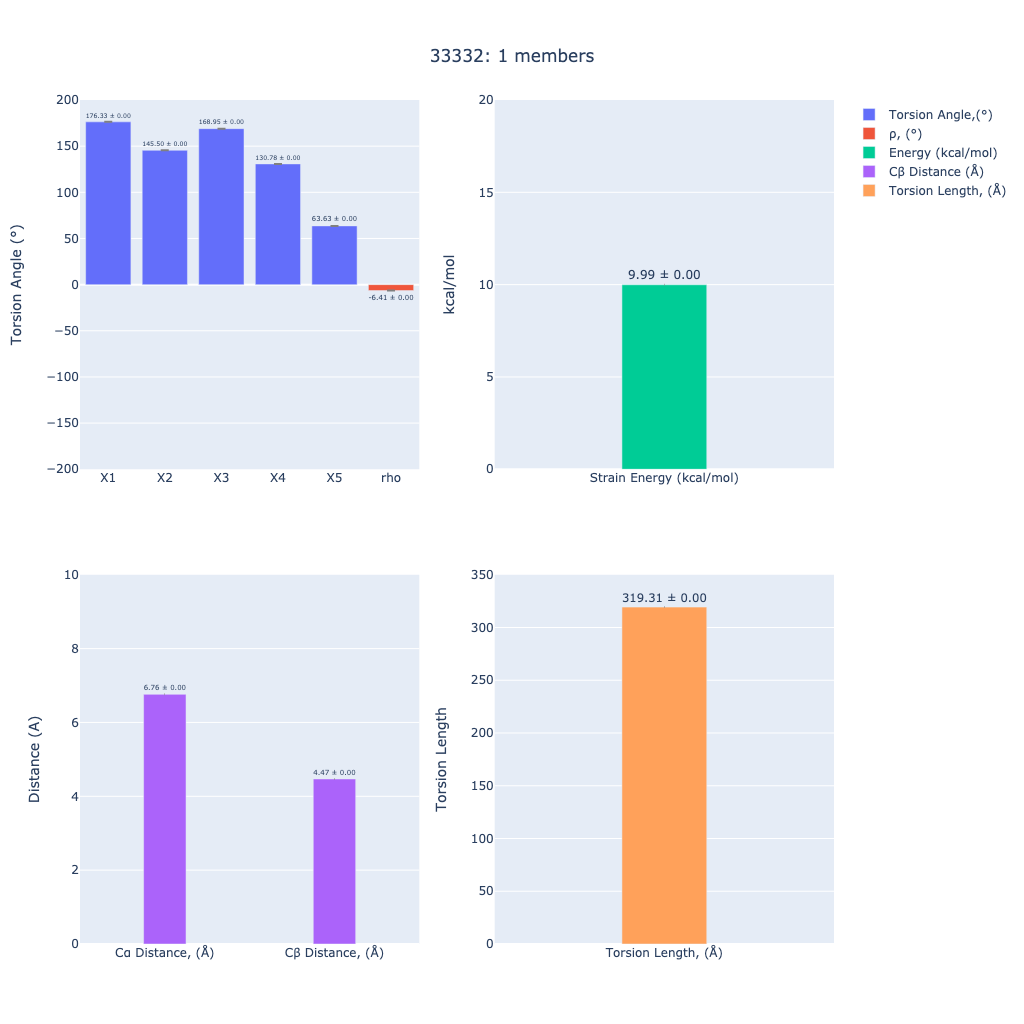 33332: 1 members
200
150
100
50
0
−50
−100
−150
−200
Torsion Angle (°)
176.33 ± 0.00
145.50 ± 0.00
168.95 ± 0.00
130.78 ± 0.00
63.63 ± 0.00
-6.41 ± 0.00
X1
X2
X3
X4
X5
rho
20
15
10
5
0
kcal/mol
9.99 ± 0.00
Strain Energy (kcal/mol)
Torsion Angle,(°)
ρ, (°)
Energy (kcal/mol)
Cβ Distance (Å)
Torsion Length, (Å)
10
8
6
4
2
0
Distance (A)
6.76 ± 0.00
4.47 ± 0.00
Cα Distance, (Å)
Cβ Distance, (Å)
350
300
250
200
150
100
50
0
Torsion Length
319.31 ± 0.00
Torsion Length, (Å)